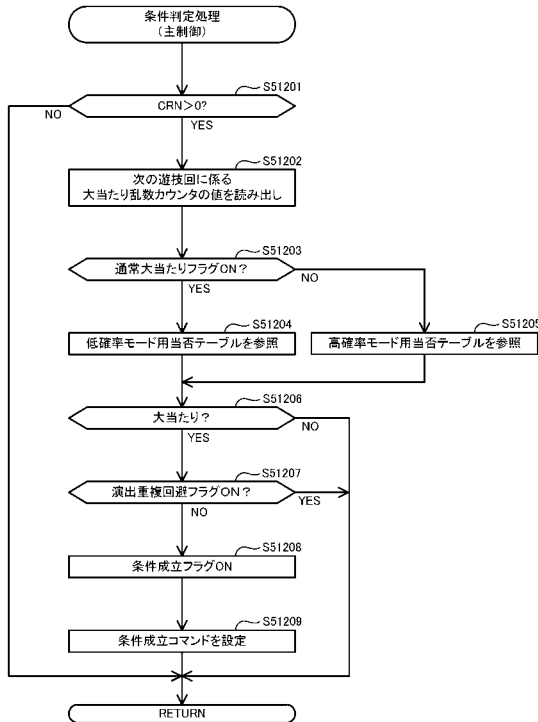 条件判定処理
(主制御)
S51201
CRN＞0?
NO
YES
S51202
次の遊技回に係る
大当たり乱数カウンタの値を読み出し
S51203
通常大当たりフラグON？
NO
YES
S51204
低確率モード用当否テーブルを参照
S51205
高確率モード用当否テーブルを参照
S51206
大当たり？
NO
YES
S51207
演出重複回避フラグON？
YES
NO
S51208
条件成立フラグON
S51209
条件成立コマンドを設定
RETURN